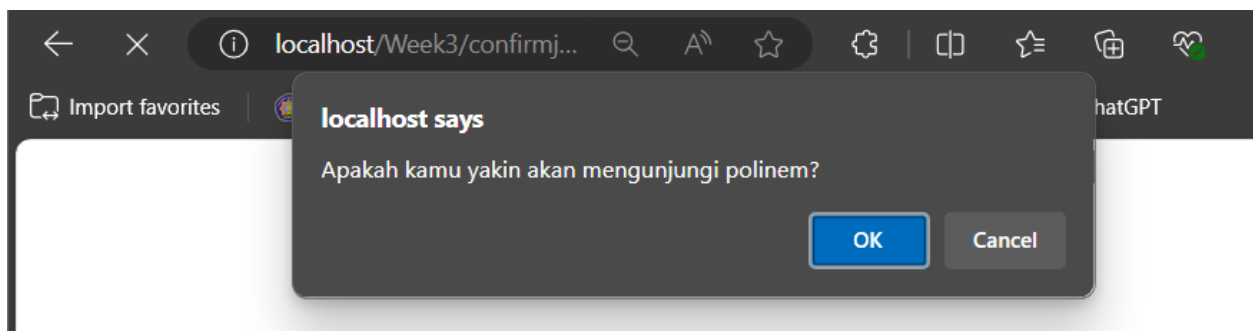 localhost/Week3/confirmj...
Import favorites
hatGPT
localhost says
Apakah kamu yakin akan mengunjungi polinem?
OK
Cancel